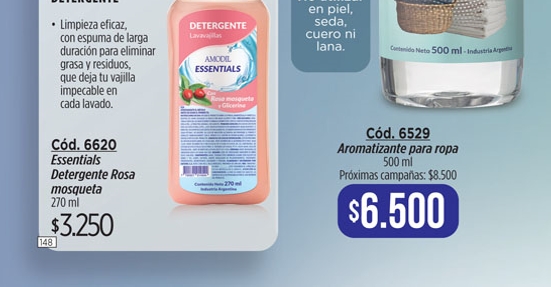 DETERGENTE
• Limpieza eficaz,
con espuma de larga
duración para eliminar
grasa y residuos,
que deja tu vajilla
impecable en
cada lavado.
Cód. 6620
Essentials
Detergente Rosa
mosqueta
270 ml
$3.250
148
DETERGENTE
Lavavajillas
AMODIL
ESSENTIALS
Rosa mosqueta
y Glicerina
Contenido Neto 270 ml
Industria Argentina
en piel,
seda,
cuero ni
lana.
Contenido Neto 500 ml - Industria Argentina
Cód. 6529
Aromatizante para ropa
500 ml
Próximas campañas: $8.500
$6.500